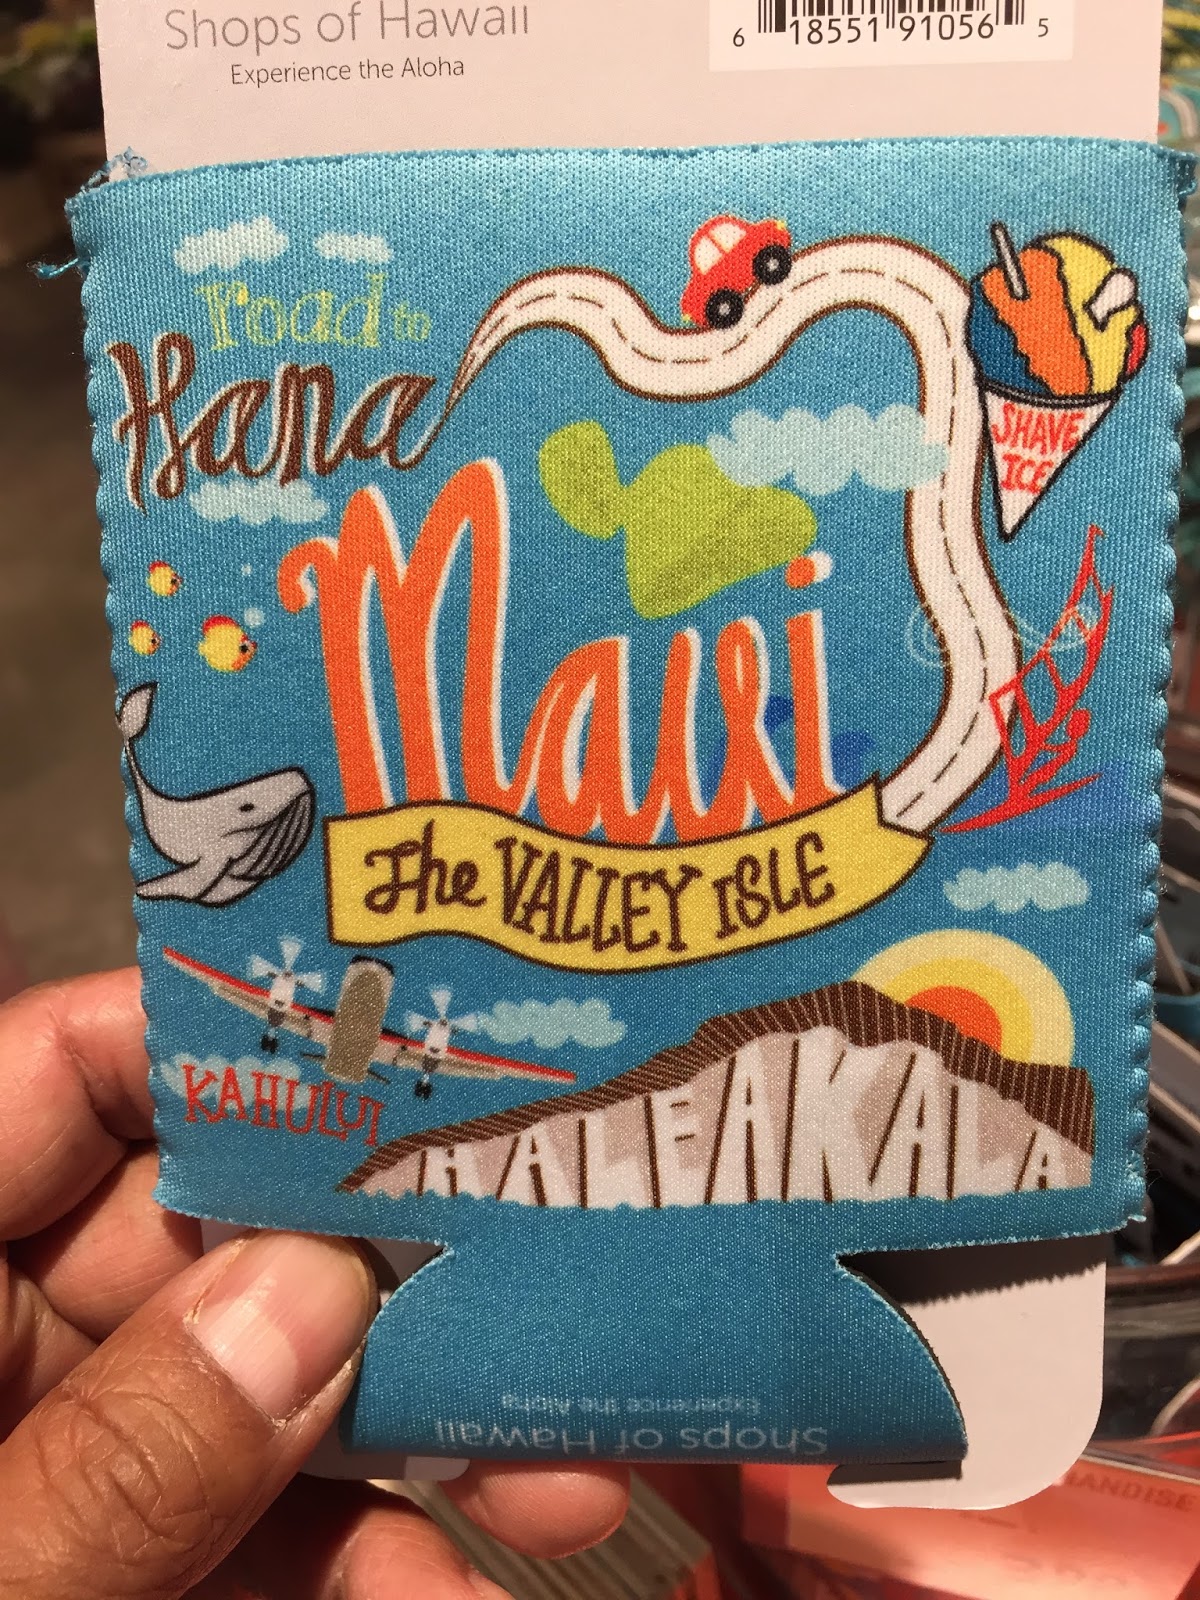 Shops of Hawaii
Experience the Aloha
6 18551 91056 5
road to
Hana
SHAVE
ICE
Maui
The VALLEY ISLE
KAHULUI
HALEAKALA
Experience the Aloha
Shops of Hawaii
HANDISE